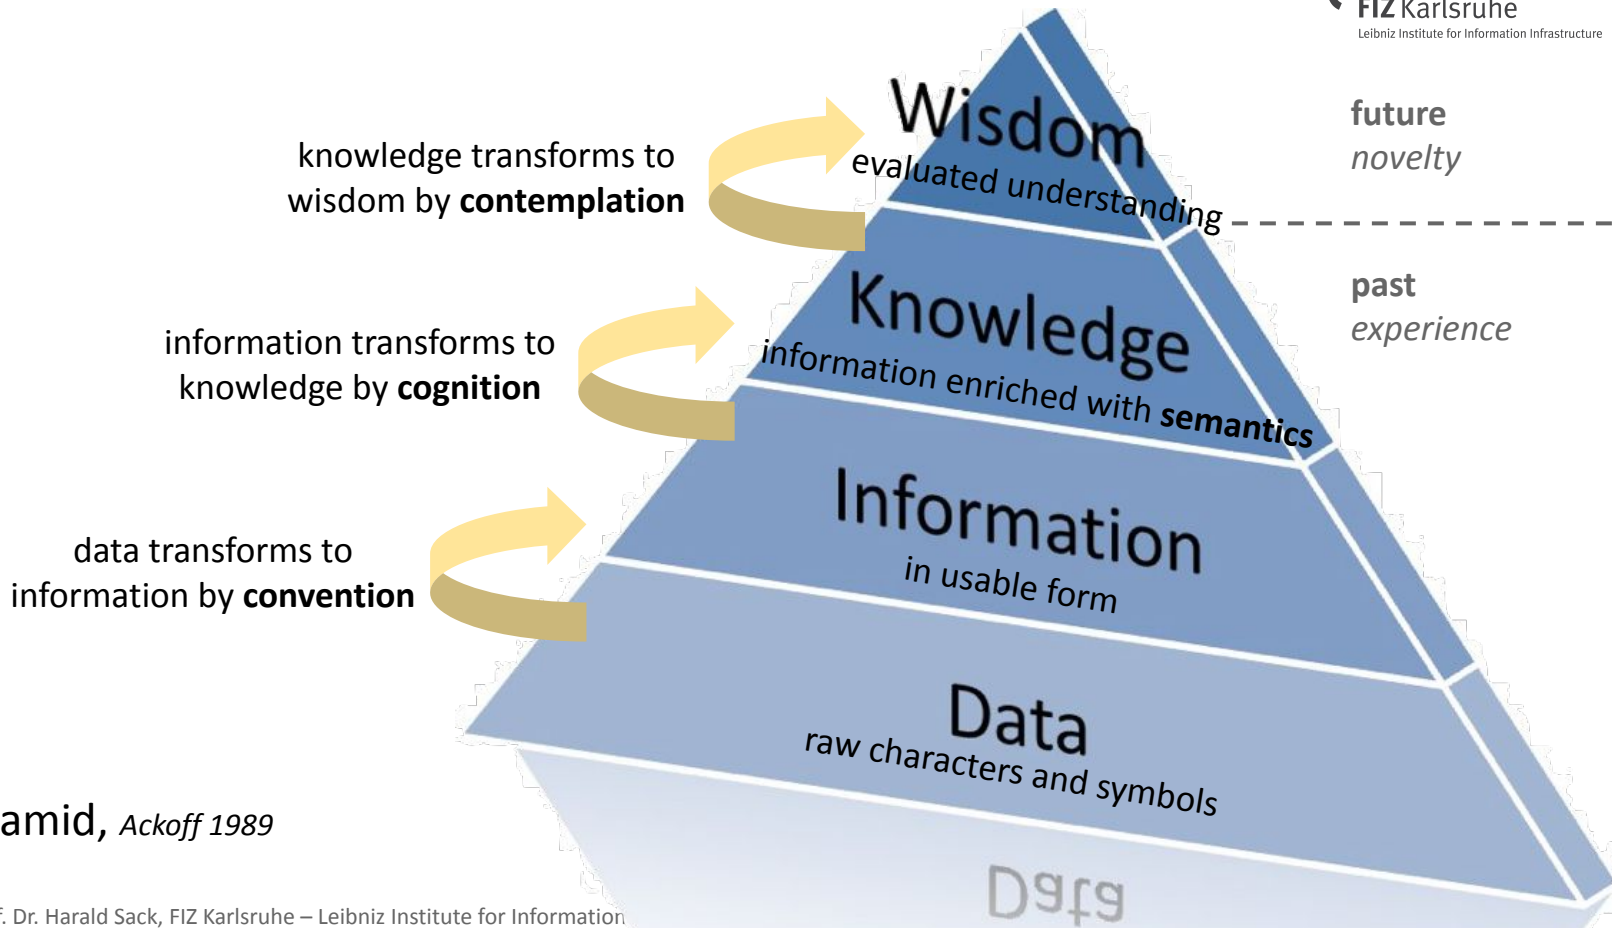 FIZ Karlsruhe
Leibniz Institute for Information Infrastructure
Wisdom
evaluated understanding
future
novelty
knowledge transforms to
wisdom by contemplation
past
experience
Knowledge
information enriched with semantics
information transforms to
knowledge by cognition
Information
in usable form
data transforms to
information by convention
Data
raw characters and symbols
amid, Ackoff 1989
Data
f. Dr. Harald Sack, FIZ Karlsruhe – Leibniz Institute for Information